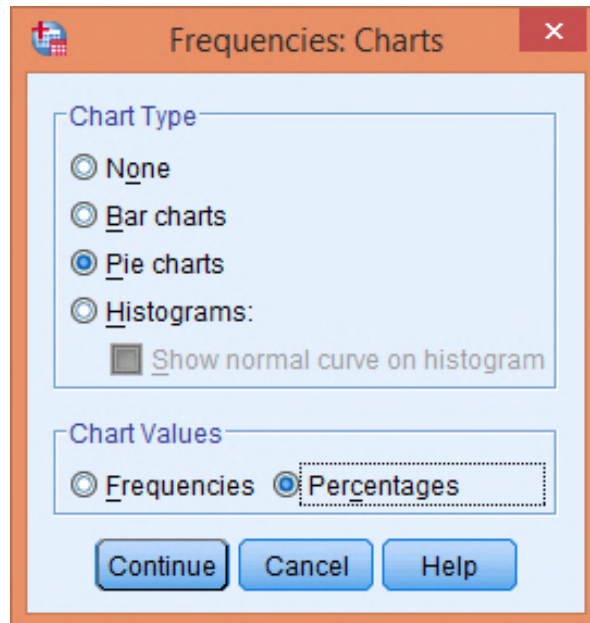 Frequencies: Charts
Chart Type
None
Bar charts
Pie charts
Histograms:
Show normal curve on histogram
Chart Values
Frequencies Percentages
Continue Cancel Help